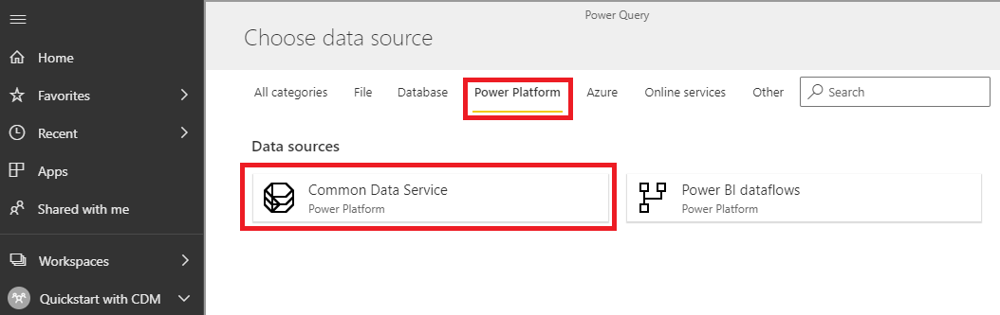 Power Query
Choose data source
Home
Favorites
Recent
Apps
Shared with me
Workspaces
Quickstart with CDM
All categories File Database Power Platform Azure Online services Other Search
Data sources
Common Data Service
Power Platform
Power BI dataflows
Power Platform